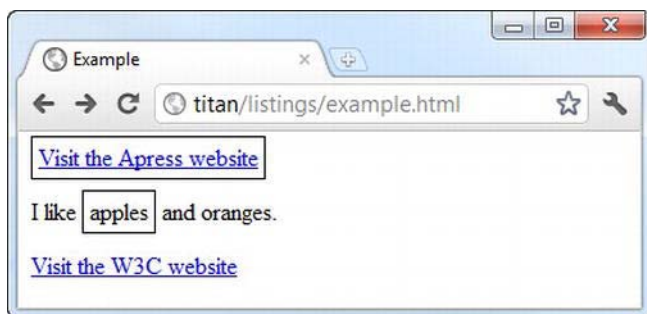 Example
titan/listings/example.html
Visit the Apress website
I like apples and oranges.
Visit the W3C website